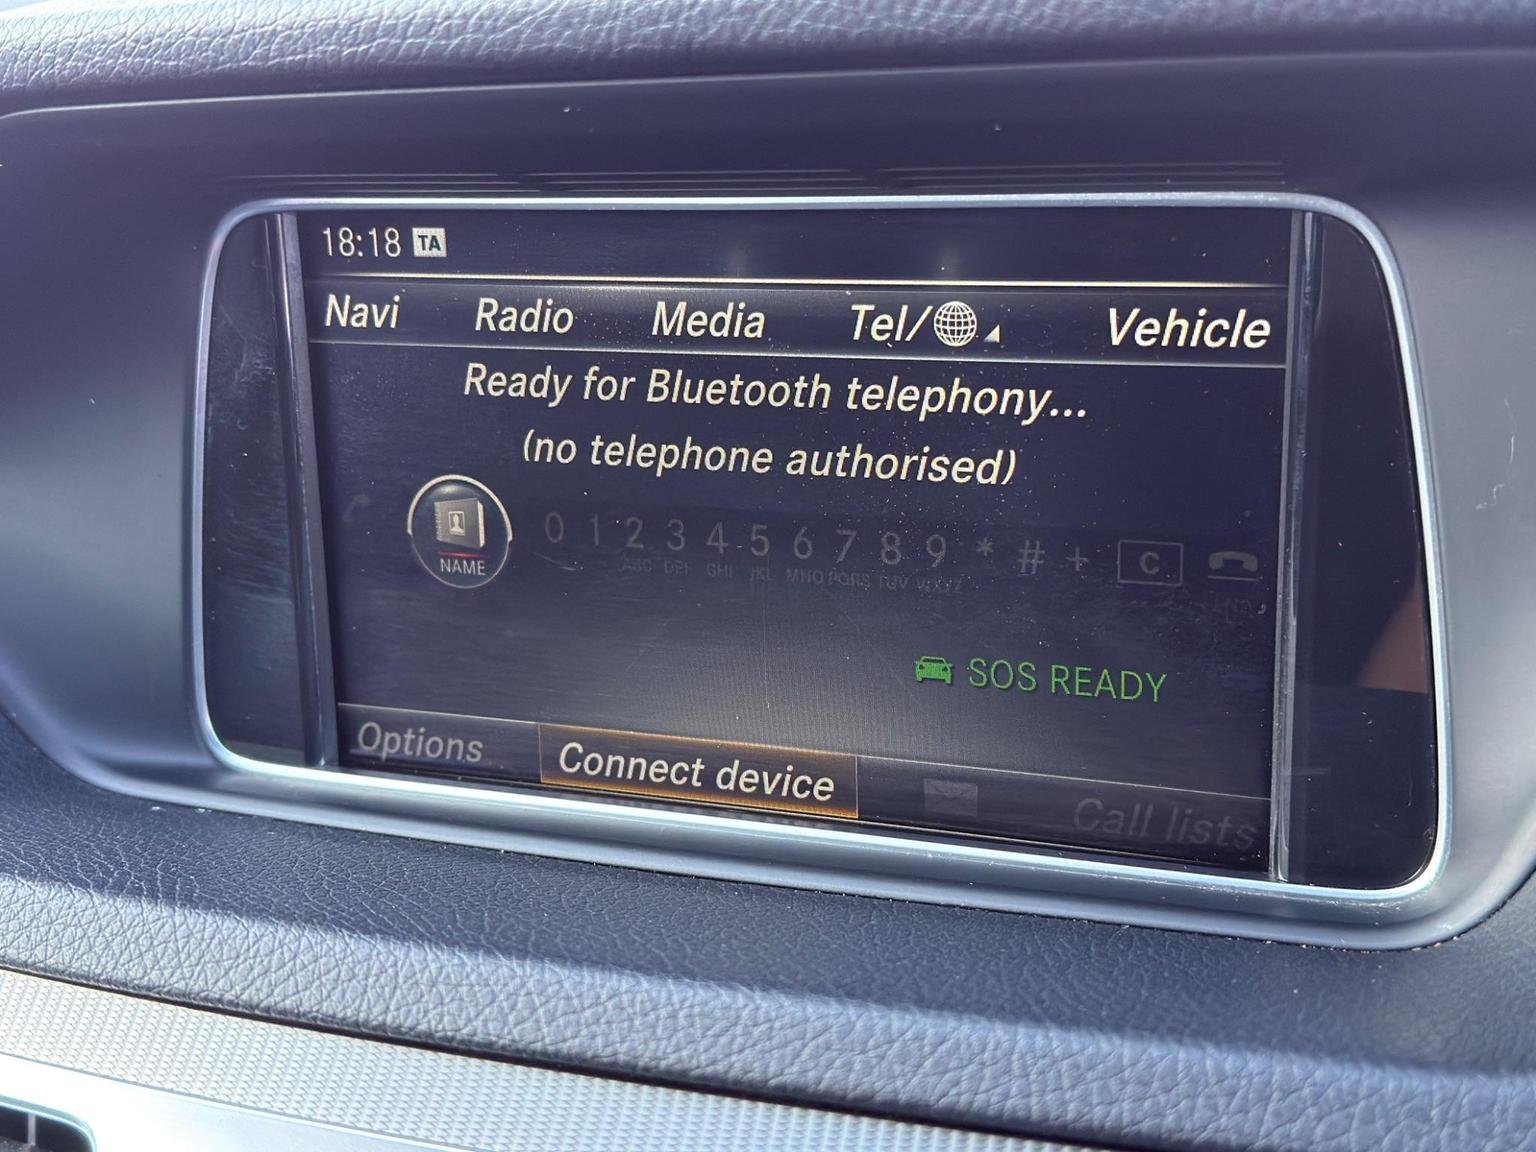 18:18 TA
Navi Radio Media Tel/ Vehicle
Ready for Bluetooth telephony...
(no telephone authorised)
NAME
0 1 2 3 4 5 6 7 8 9 * # + C
ABC DEF GHI JKL MNO PQRS TUV WXYZ
SOS READY
Options Connect device Call lists